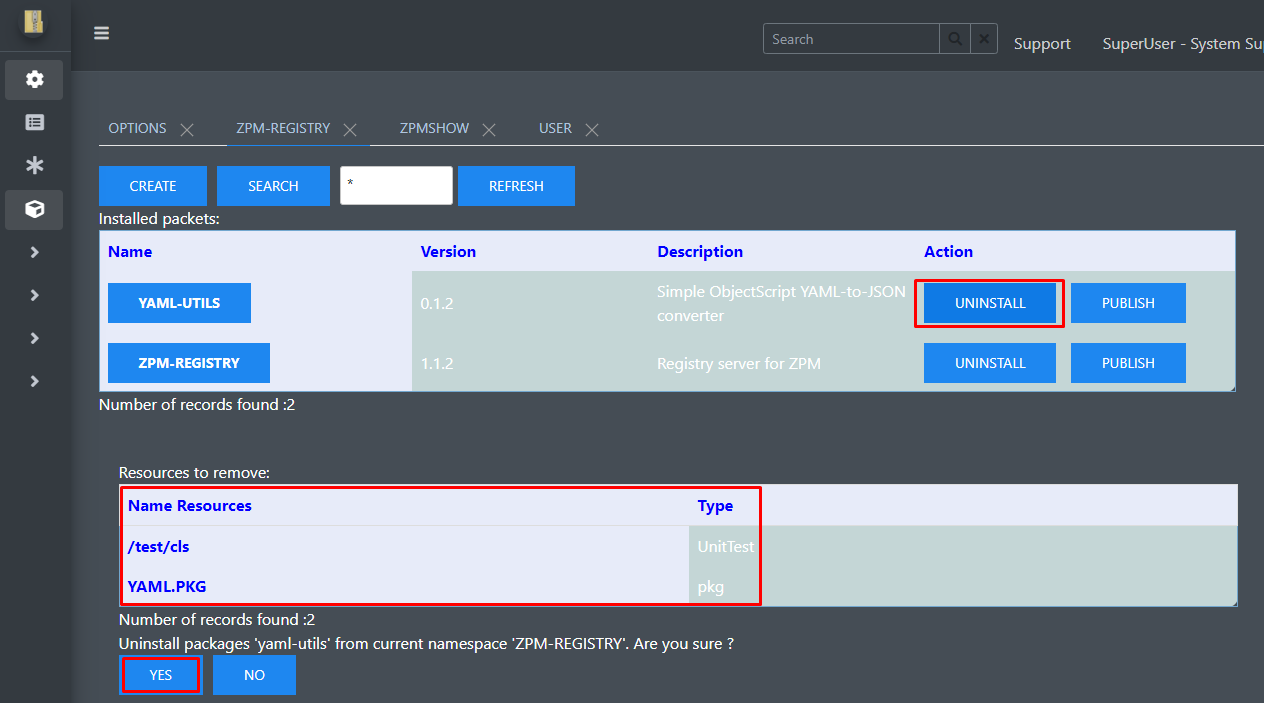 Search
Support
SuperUser - System Su
OPTIONS
ZPM-REGISTRY
ZPMSHOW
USER
CREATE
SEARCH
*
REFRESH
Installed packets:
Name Version Description Action
YAML-UTILS 0.1.2 Simple ObjectScript YAML-to-JSON
converter
UNINSTALL PUBLISH
ZPM-REGISTRY 1.1.2 Registry server for ZPM UNINSTALL PUBLISH
Number of records found :2
Resources to remove:
Name Resources Type
/test/cls UnitTest
YAML.PKG pkg
Number of records found :2
Uninstall packages 'yaml-utils' from current namespace 'ZPM-REGISTRY'. Are you sure ?
YES NO